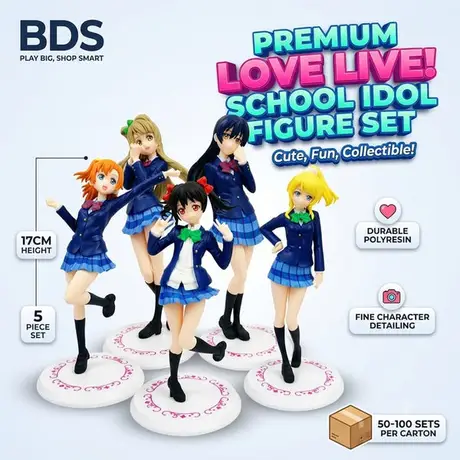 BDS
PLAY BIG, SHOP SMART
PREMIUM
LOVE LIVE!
SCHOOL IDOL
FIGURE SET
Cute, Fun, Collectible!
17CM
HEIGHT
5
PIECE
SET
DURABLE
POLYRESIN
FINE CHARACTER
DETAILING
50-100 SETS
PER CARTON